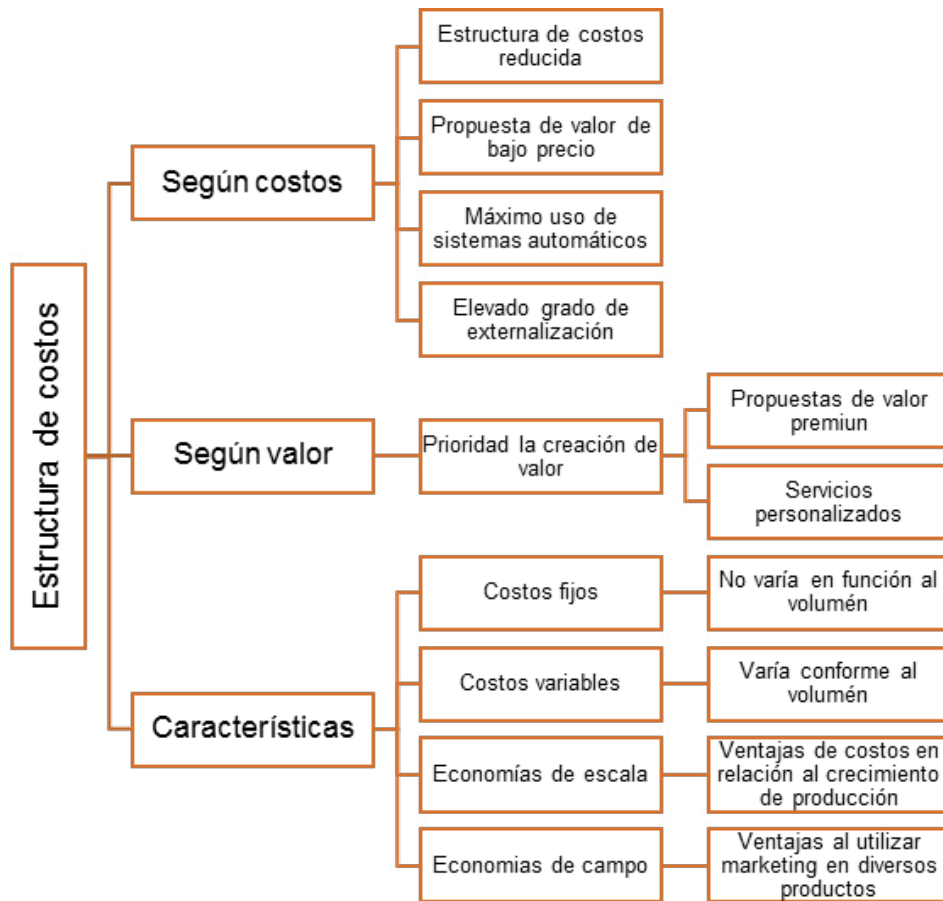 Estructura de costos
Según costos
Estructura de costos
reducida
Propuesta de valor de
bajo precio
Máximo uso de
sistemas automáticos
Elevado grado de
externalización
Según valor
Prioridad la creación de
valor
Propuestas de valor
premiun
Servicios
personalizados
Características
Costos fijos
No varía en función al
volumén
Costos variables
Varía conforme al
volumén
Economías de escala
Ventajas de costos en
relación al crecimiento
de producción
Economias de campo
Ventajas al utilizar
marketing en diversos
productos